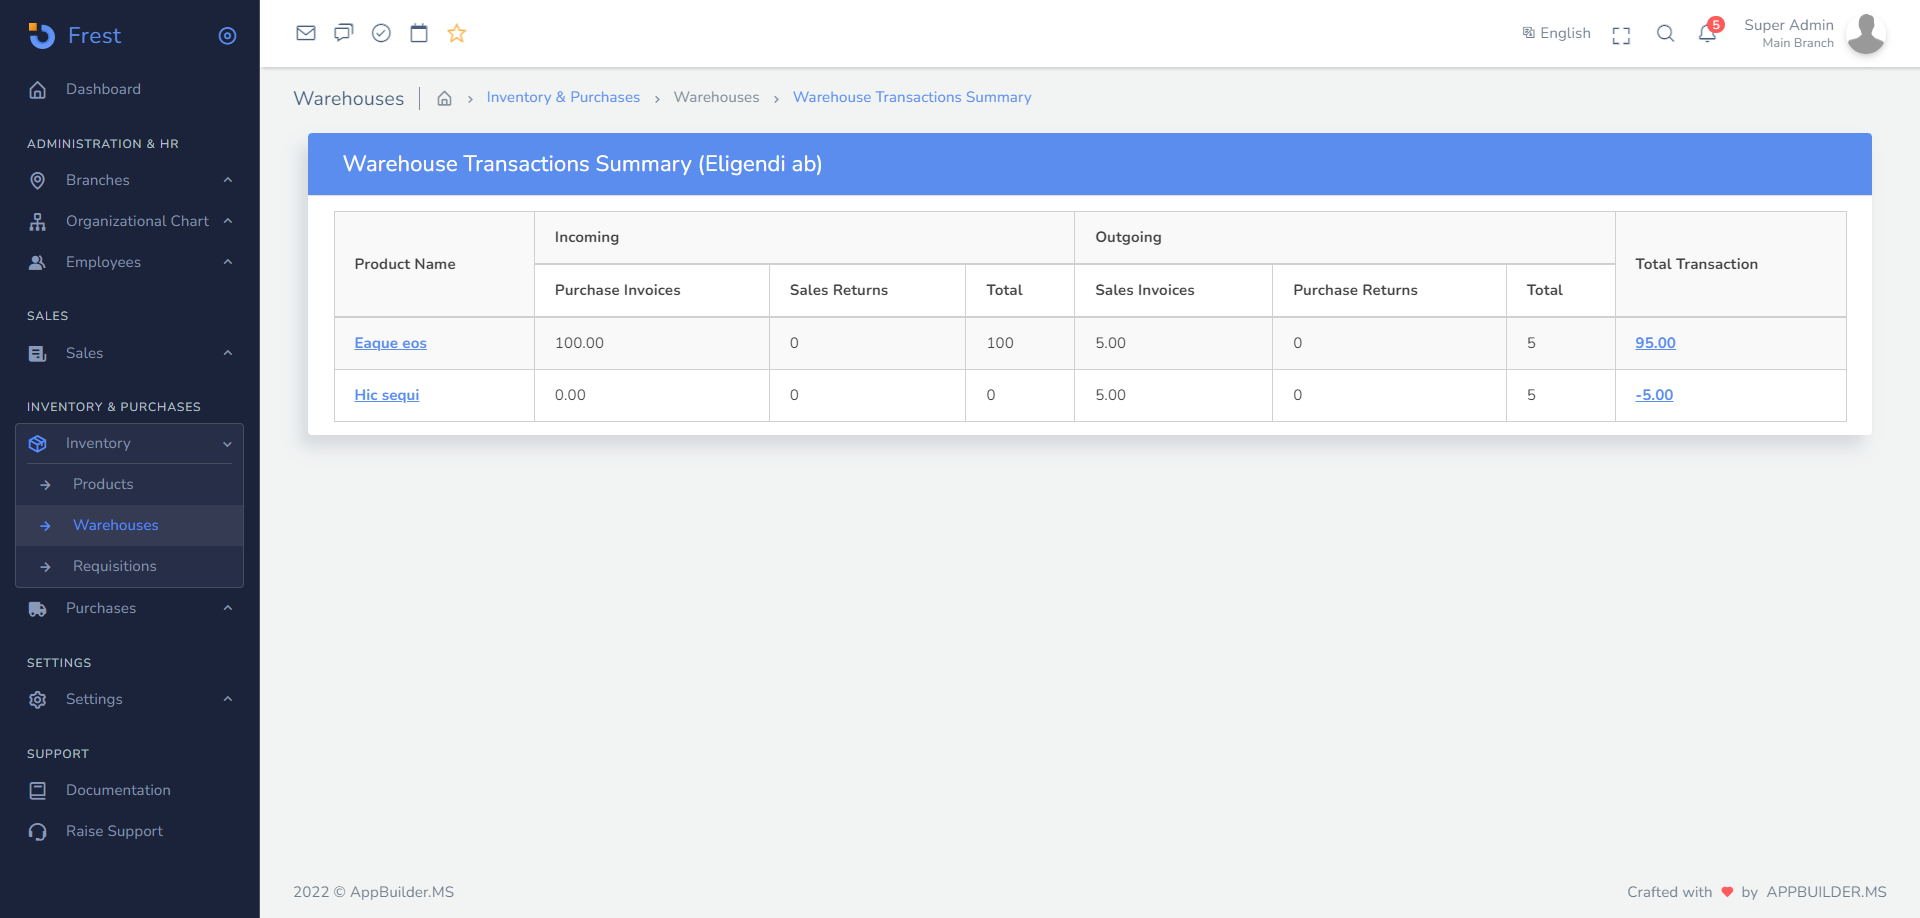 Frest
Dashboard
ADMINISTRATION & HR
Branches
Organizational Chart
Employees
SALES
Sales
INVENTORY & PURCHASES
Inventory
Products
Warehouses
Requisitions
Purchases
SETTINGS
Settings
SUPPORT
Documentation
Raise Support
English
5
Super Admin
Main Branch
Warehouses
Inventory & Purchases
Warehouses
Warehouse Transactions Summary
Warehouse Transactions Summary (Eligendi ab)
Product Name Incoming Outgoing Total Transaction
Purchase Invoices Sales Returns Total Sales Invoices Purchase Returns Total
Eaque eos 100.00 0 100 5.00 0 5 95.00
Hic sequi 0.00 0 0 5.00 0 5 -5.00
2022 © AppBuilder.MS
Crafted with by APPBUILDER.MS